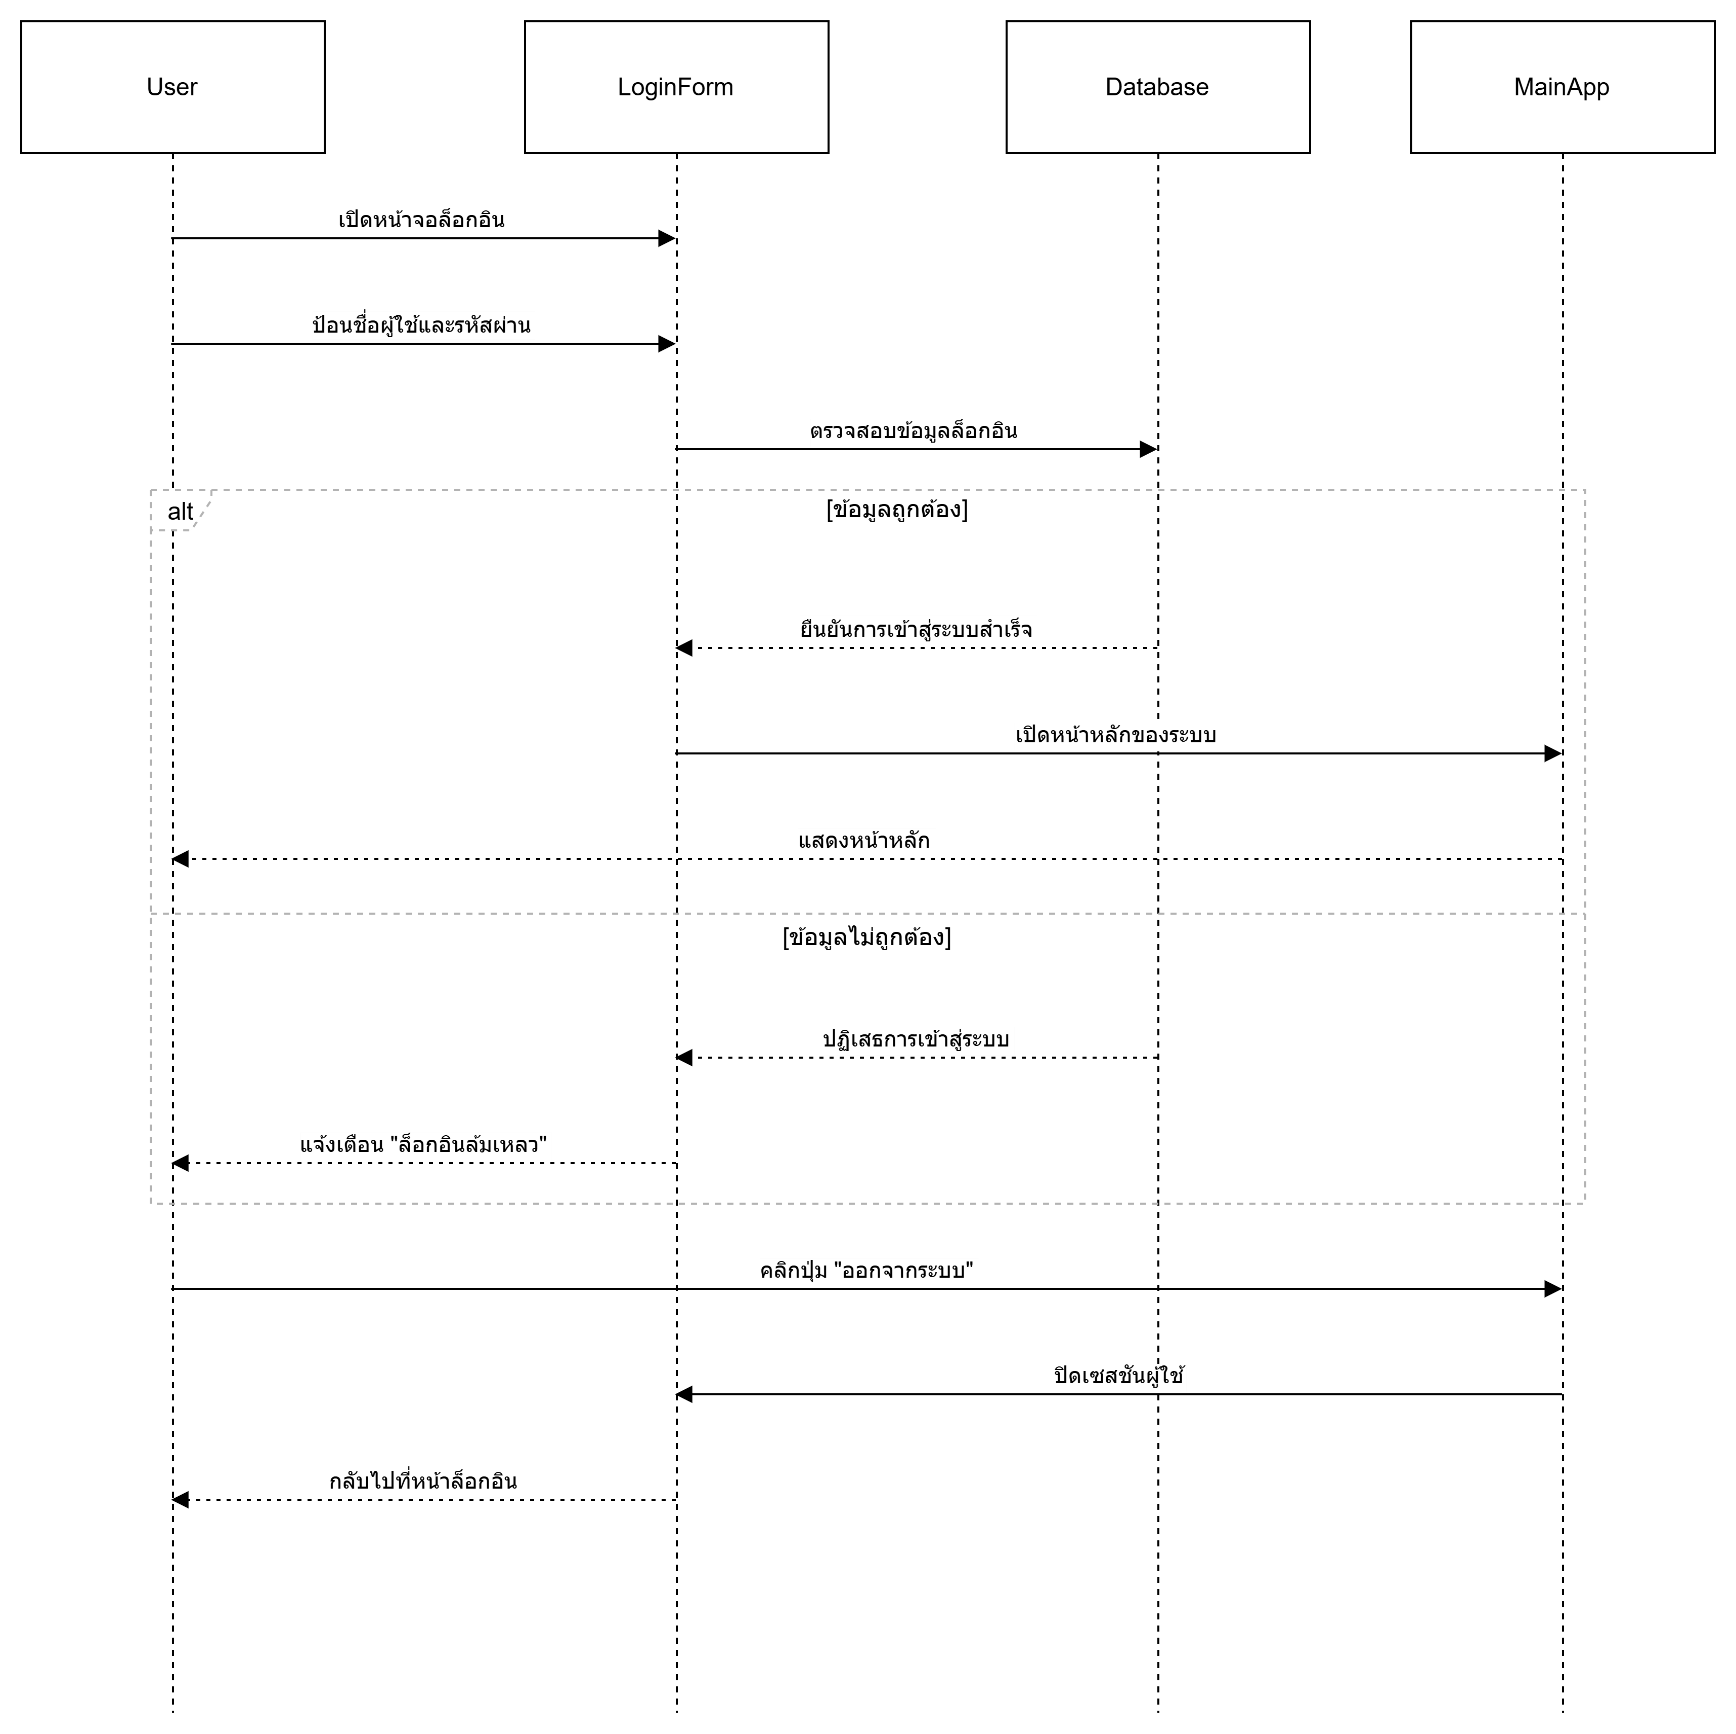 User
LoginForm
Database
MainApp
เปิดหน้าจอล็อกอิน
ป้อนชื่อผู้ใช้และรหัสผ่าน
ตรวจสอบข้อมูลล็อกอิน
alt
[ข้อมูลถูกต้อง]
ยืนยันการเข้าสู่ระบบสำเร็จ
เปิดหน้าหลักของระบบ
แสดงหน้าหลัก
[ข้อมูลไม่ถูกต้อง]
ปฏิเสธการเข้าสู่ระบบ
แจ้งเตือน "ล็อกอินล้มเหลว"
คลิกปุ่ม "ออกจากระบบ"
ปิดเซสชันผู้ใช้
กลับไปที่หน้าล็อกอิน